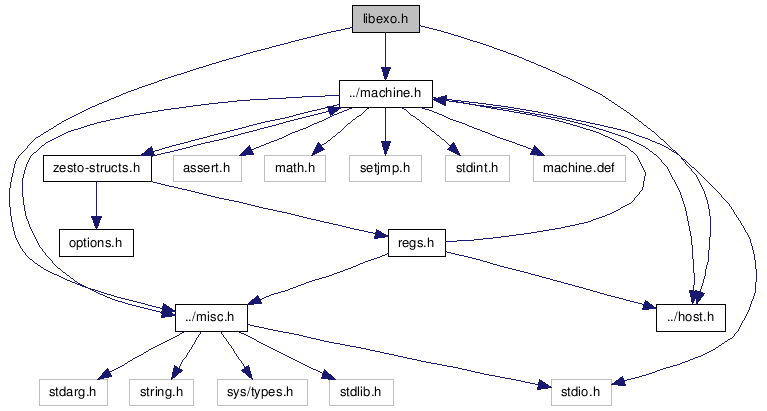 libexo.h
../machine.h
zesto-structs.h
assert.h
math.h
setjmp.h
stdint.h
machine.def
options.h
regs.h
../misc.h
../host.h
stdarg.h
string.h
sys/types.h
stdlib.h
stdio.h